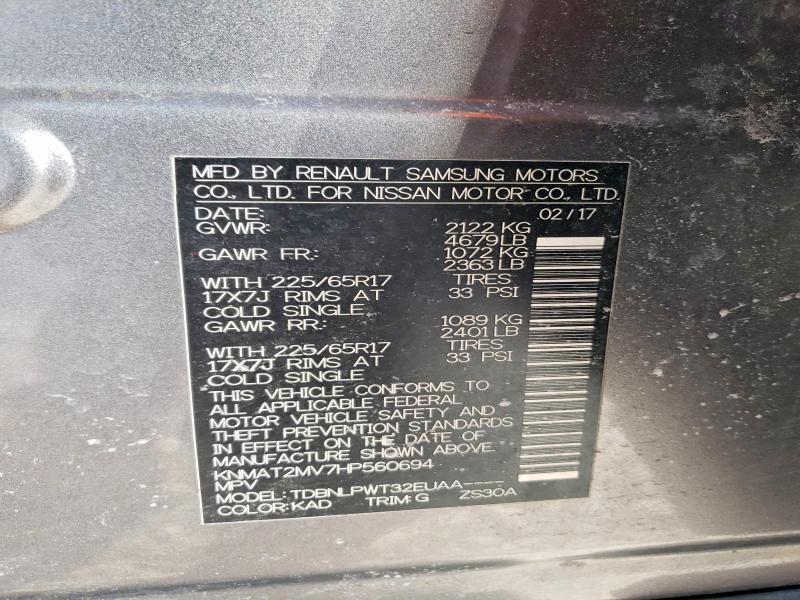 MFD BY RENAULT SAMSUNG MOTORS
CO., LTD. FOR NISSAN MOTOR CO., LTD.
DATE: 02/17
GVWR: 2122 KG
4679 LB
GAWR FR: 1072 KG
2363 LB
WITH 225/65R17 TIRES
17X7J RIMS AT 33 PSI
COLD SINGLE
GAWR RR: 1089 KG
2401 LB
WITH 225/65R17 TIRES
17X7J RIMS AT 33 PSI
COLD SINGLE
THIS VEHICLE CONFORMS TO
ALL APPLICABLE FEDERAL
MOTOR VEHICLE SAFETY AND
THEFT PREVENTION STANDARDS
IN EFFECT ON THE DATE OF
MANUFACTURE SHOWN ABOVE.
KNMAT2MV7HP560694
MPV
MODEL: TDBNLPWT32EUAA----
COLOR: KAD TRIM: G ZS30A